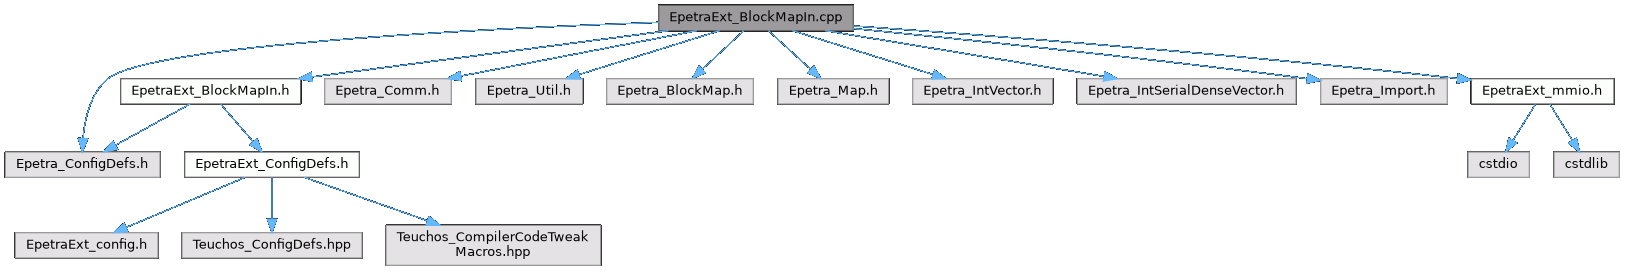 EpetraExt_BlockMapIn.cpp
EpetraExt_BlockMapIn.h
Epetra_Comm.h
Epetra_Util.h
Epetra_BlockMap.h
Epetra_Map.h
Epetra_IntVector.h
Epetra_IntSerialDenseVector.h
Epetra_Import.h
EpetraExt_mmio.h
Epetra_ConfigDefs.h
EpetraExt_ConfigDefs.h
cstdio
cstdlib
EpetraExt_config.h
Teuchos_ConfigDefs.hpp
Teuchos_CompilerCodeTweak
Macros.hpp